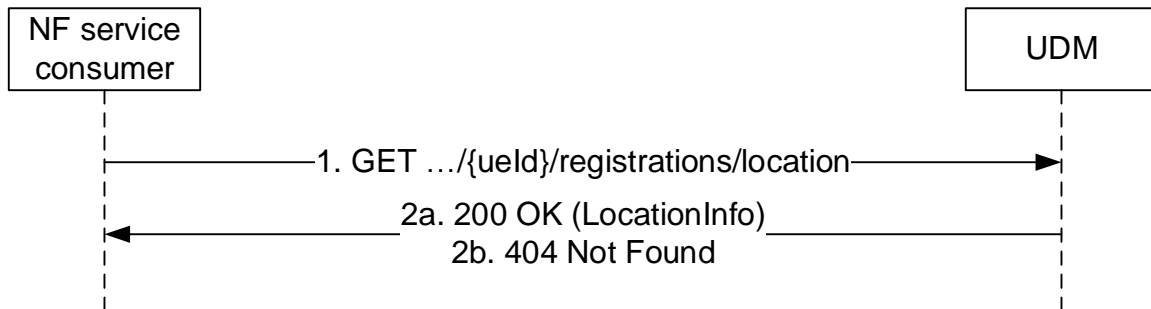 NF service
consumer
UDM
1. GET …/{ueId}/registrations/location
2a. 200 OK (LocationInfo)
2b. 404 Not Found